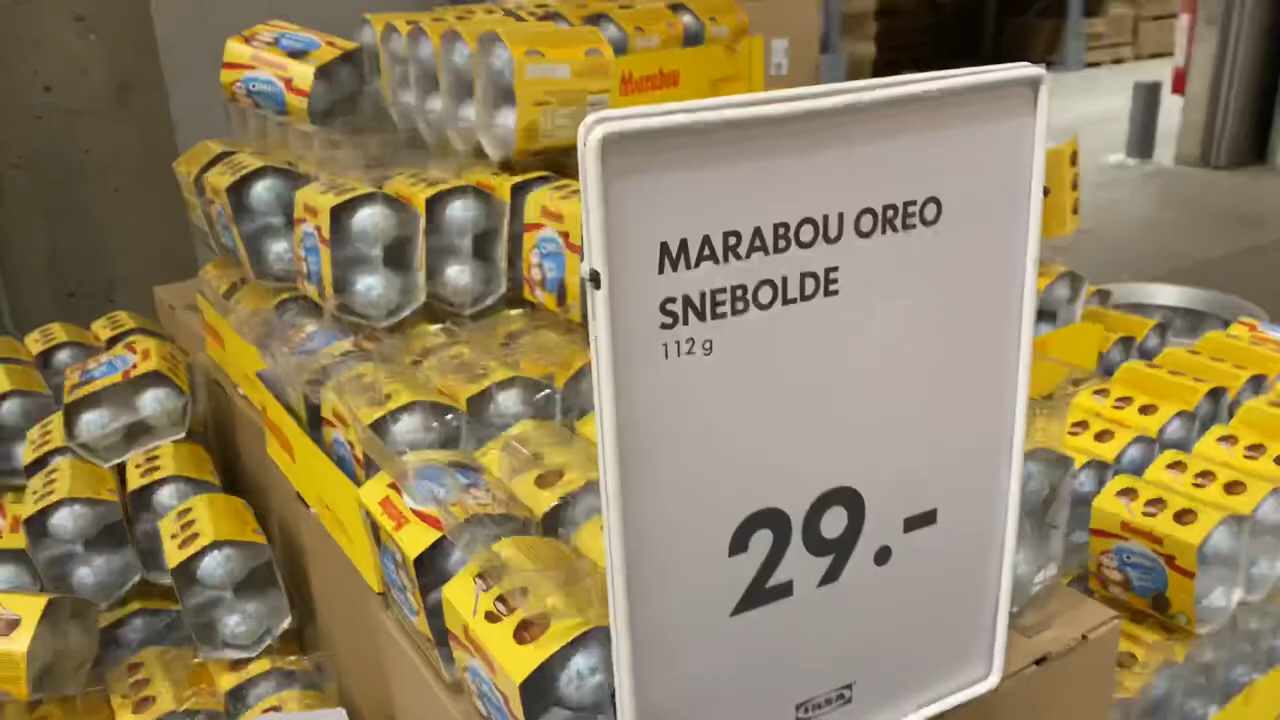 Marabou
MARABOU OREO
SNEBOLDE
112 g
29.-
IKEA